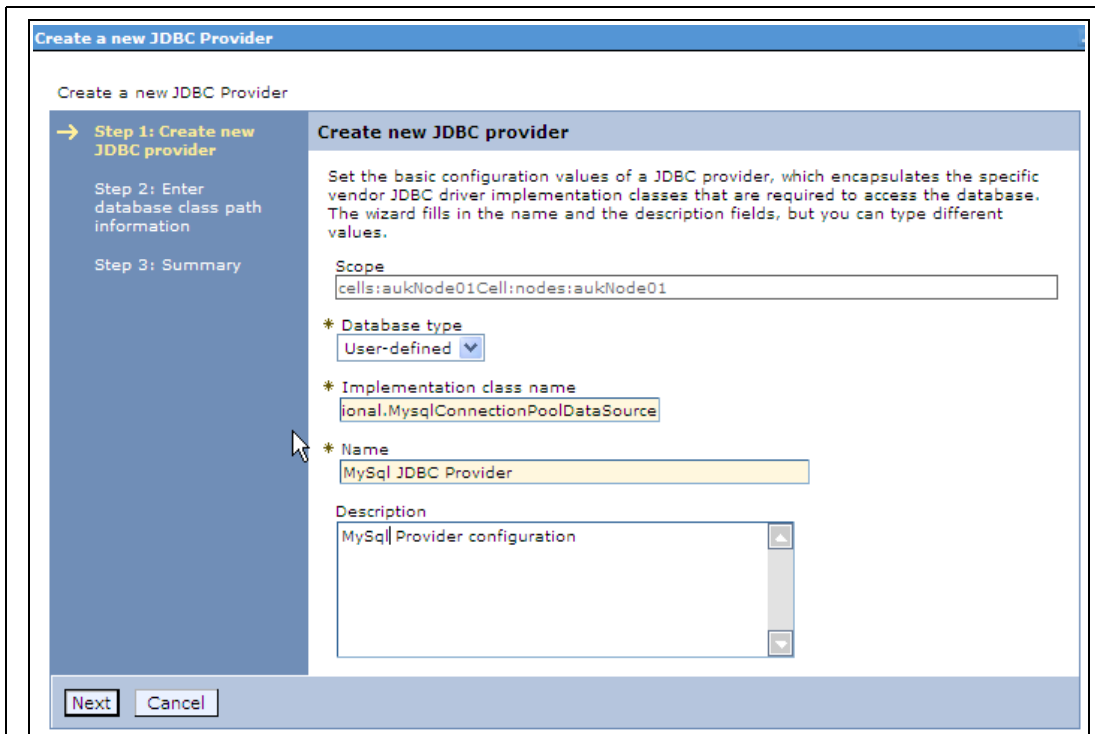 Create a new JDBC Provider
Create a new JDBC Provider
Step 1: Create new
JDBC provider
Step 2: Enter
database class path
information
Step 3: Summary
Create new JDBC provider
Set the basic configuration values of a JDBC provider, which encapsulates the specific
vendor JDBC driver implementation classes that are required to access the database.
The wizard fills in the name and the description fields, but you can type different
values.
Scope
cells:aukNode01Cell:nodes:aukNode01
* Database type
User-defined
* Implementation class name
ional.MysqlConnectionPoolDataSource
* Name
MySql JDBC Provider
Description
MySql Provider configuration
Next
Cancel